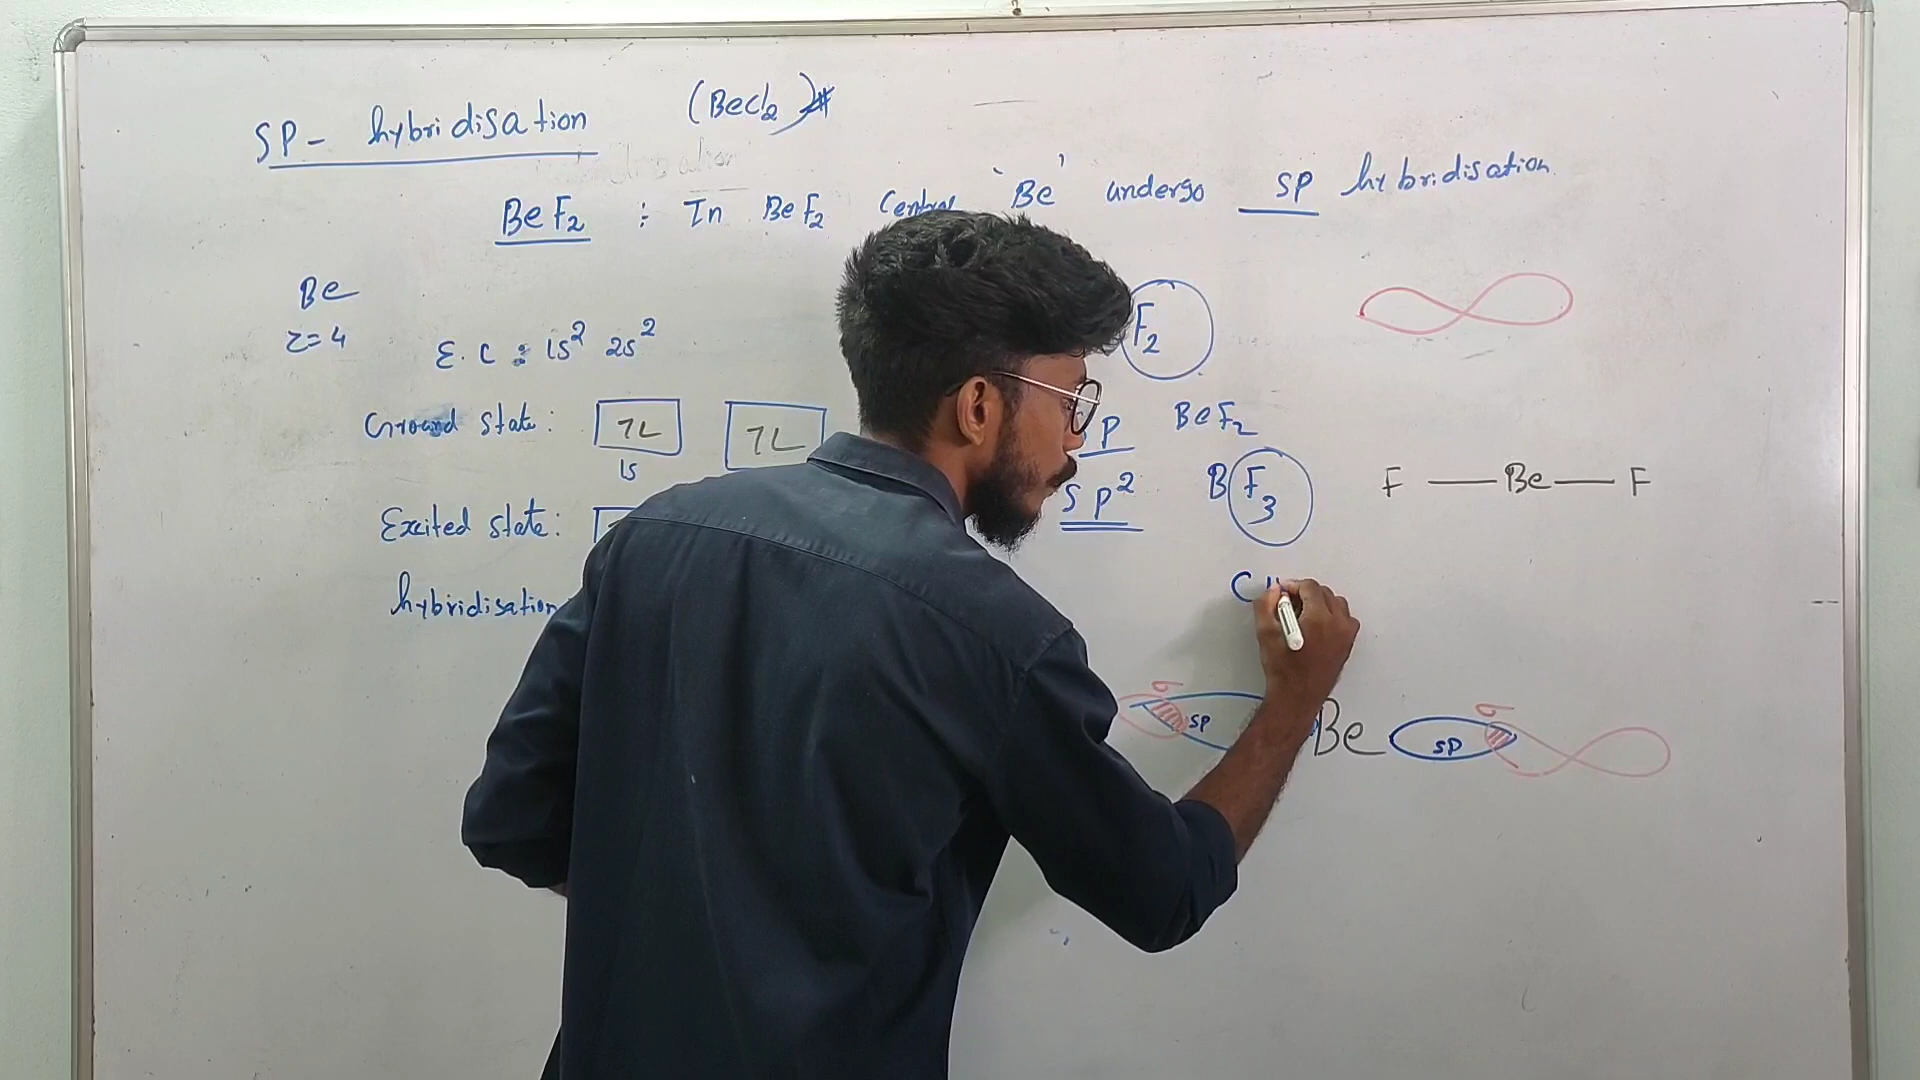 SP- hybridisation (BeCl2)
BeF2 : In BeF2 Central 'Be' undergo sp hybridisation
Be
Z=4
E.C : 1s2 2s2
F2
Ground state:
1s
SP BeF2
Excited state:
SP2 BF3
F — Be — F
hybridisation
C
σ sp Be sp σ